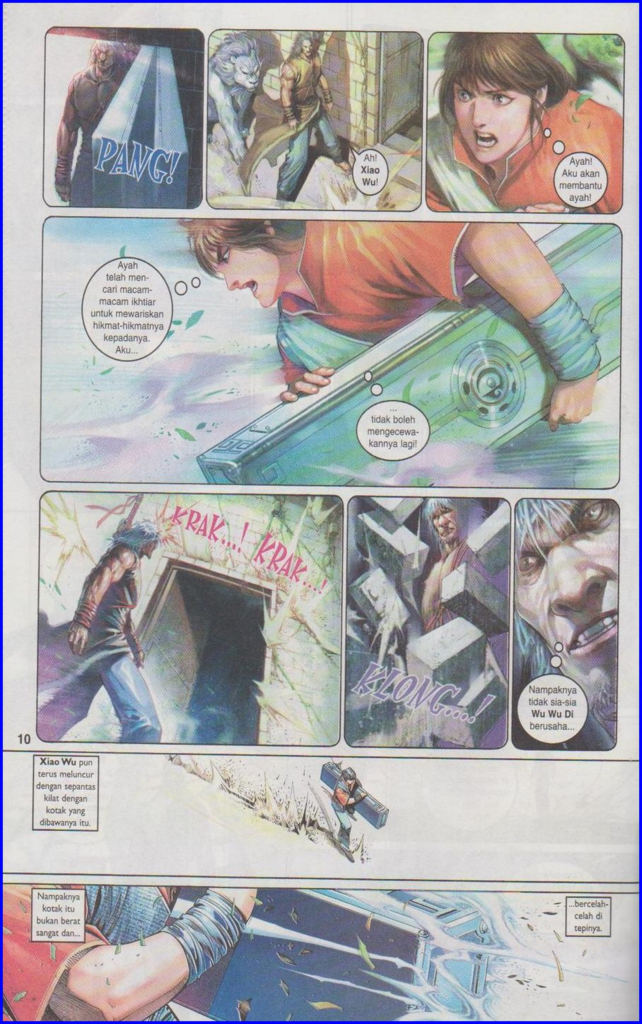 PANG!
Ah!
Xiao
Wu!
Ayah!
Aku akan
membantu
ayah!
Ayah
telah men-
cari macam-
macam ikhtiar
untuk mewariskan
hikmat-hikmatnya
kepadanya.
Aku...
...
tidak boleh
mengecewa-
kannya lagi!
KRAK....! KRAK....!
KLONG....!
Nampaknya
tidak sia-sia
Wu Wu Di
berusaha...
10
Xiao Wu pun
terus meluncur
dengan sepantas
kilat dengan
kotak yang
dibawanya itu.
Nampaknya
kotak itu
bukan berat
sangat dan...
...bercelah-
celah di
tepinya.